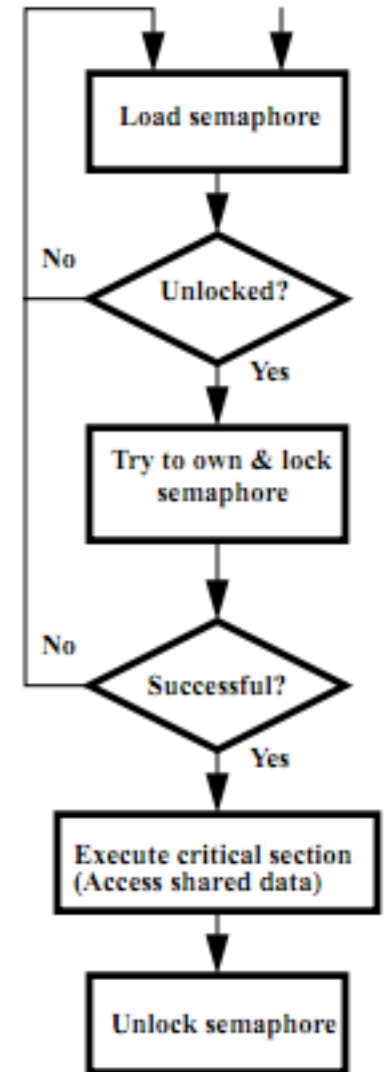 Load semaphore
No
Unlocked?
Yes
Try to own & lock
semaphore
No
Successful?
Yes
Execute critical section
(Access shared data)
Unlock semaphore